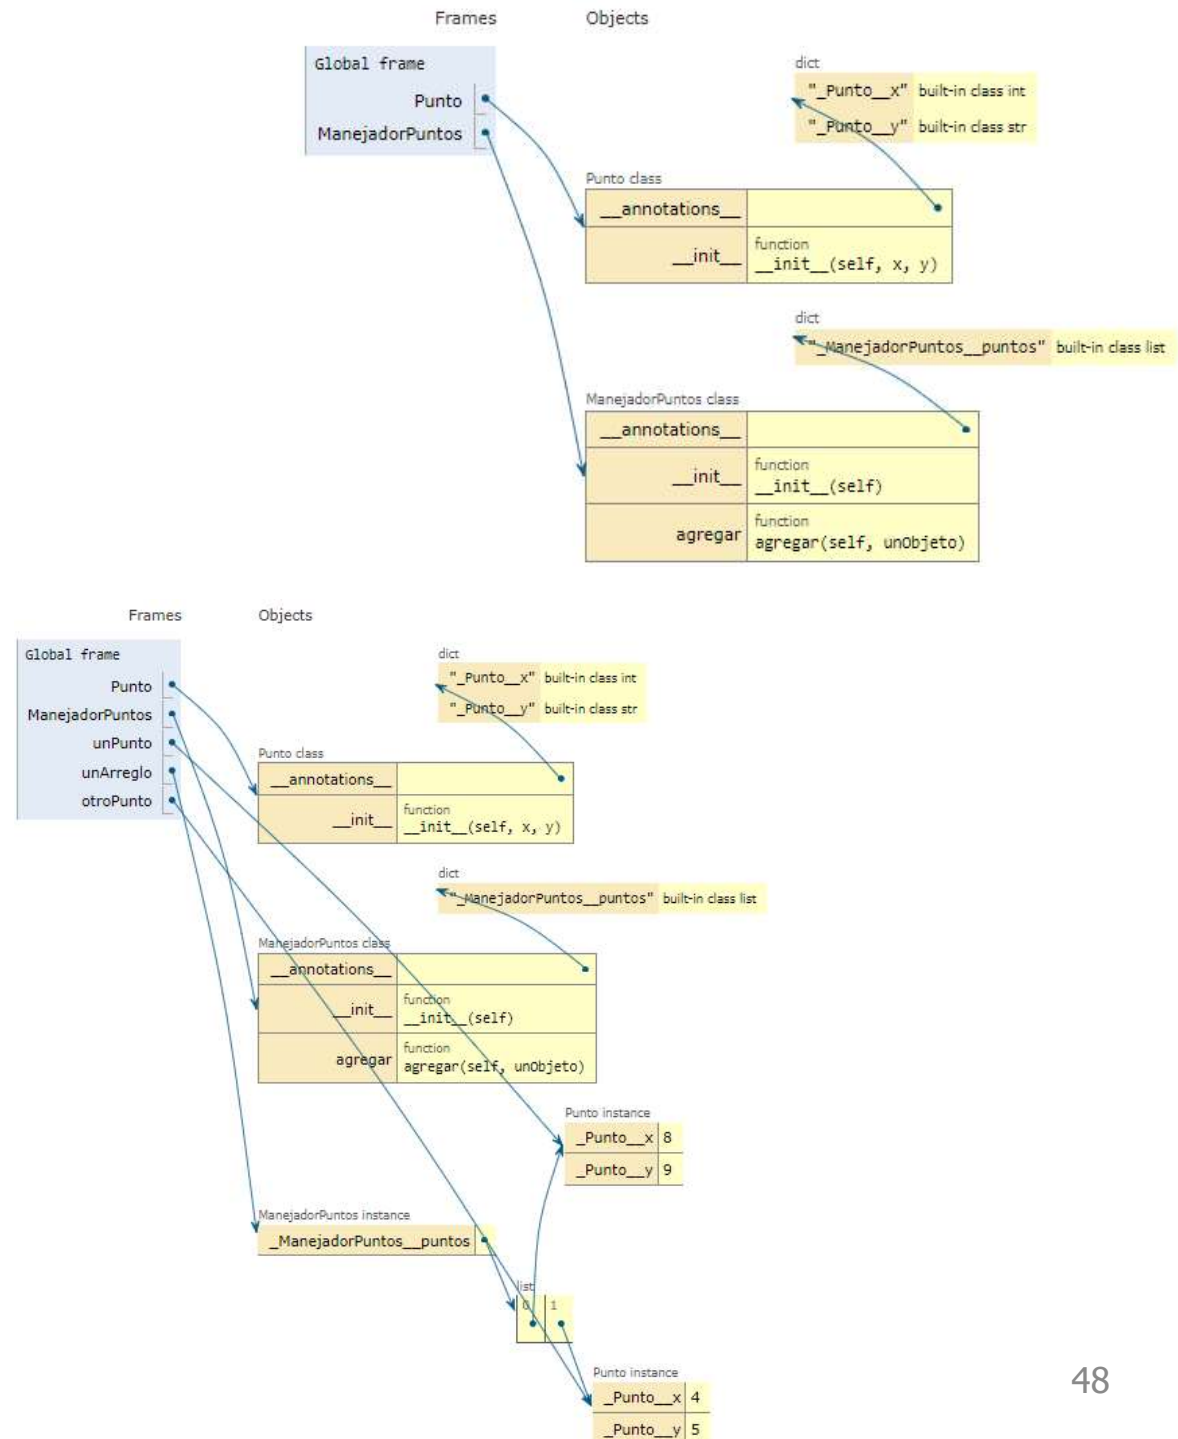 Frames Objects
Global frame
Punto
ManejadorPuntos
dict
"_Punto__x" built-in class int
"_Punto__y" built-in class str
Punto class
__annotations__
__init__ function
__init__(self, x, y)
dict
"_ManejadorPuntos__puntos" built-in class list
ManejadorPuntos class
__annotations__
__init__ function
__init__(self)
agregar function
agregar(self, unObjeto)
Frames Objects
Global frame
Punto
ManejadorPuntos
unPunto
unArreglo
otroPunto
dict
"_Punto__x" built-in class int
"_Punto__y" built-in class str
Punto class
__annotations__
__init__ function
__init__(self, x, y)
dict
"_ManejadorPuntos__puntos" built-in class list
ManejadorPuntos class
__annotations__
__init__ function
__init__(self)
agregar function
agregar(self, unObjeto)
Punto instance
_Punto__x 8
_Punto__y 9
ManejadorPuntos instance
_ManejadorPuntos__puntos
list
0 1
Punto instance
_Punto__x 4
_Punto__y 5
48